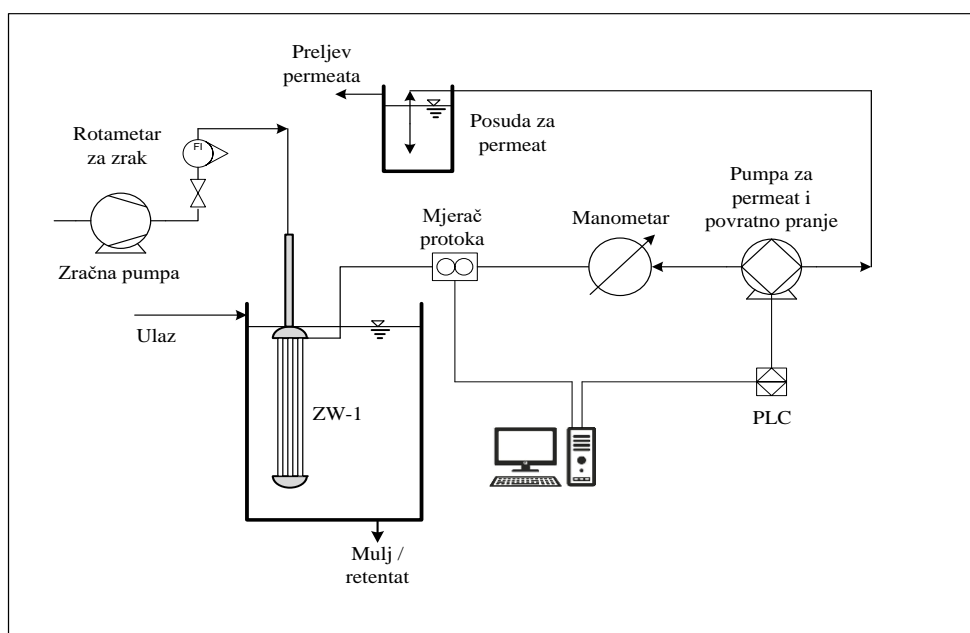 Preljev
permeata
Posuda za
permeat
Rotametar
za zrak
FI
Zračna pumpa
Mjerač
protoka
Manometar
Pumpa za
permeat i
povratno pranje
Ulaz
ZW-1
PLC
Mulj /
retentat